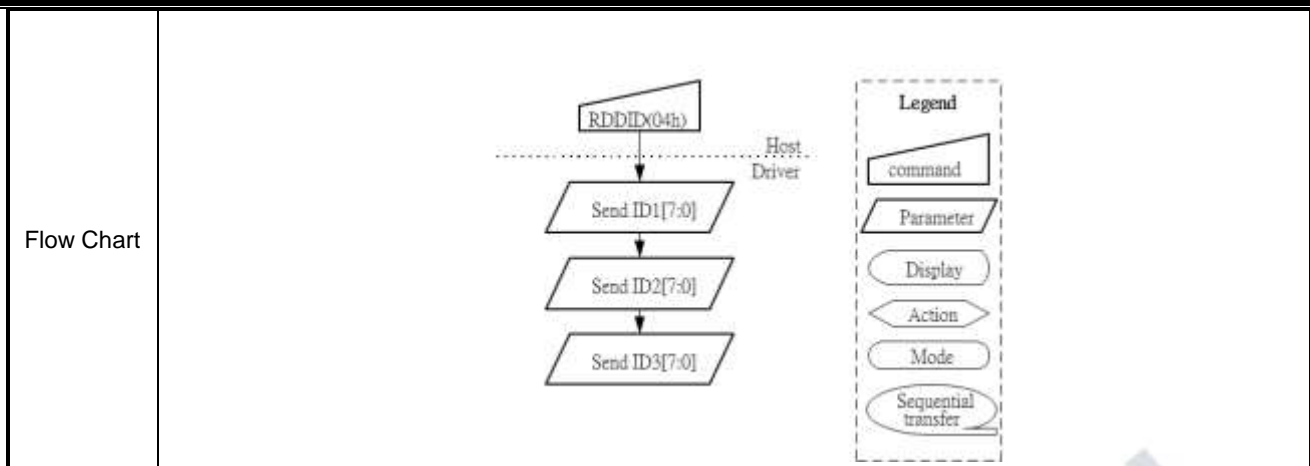 Flow Chart
RDDID(04h)
Host
Driver
Send ID1[7:0]
Send ID2[7:0]
Send ID3[7:0]
Legend
command
Parameter
Display
Action
Mode
Sequential
transfer